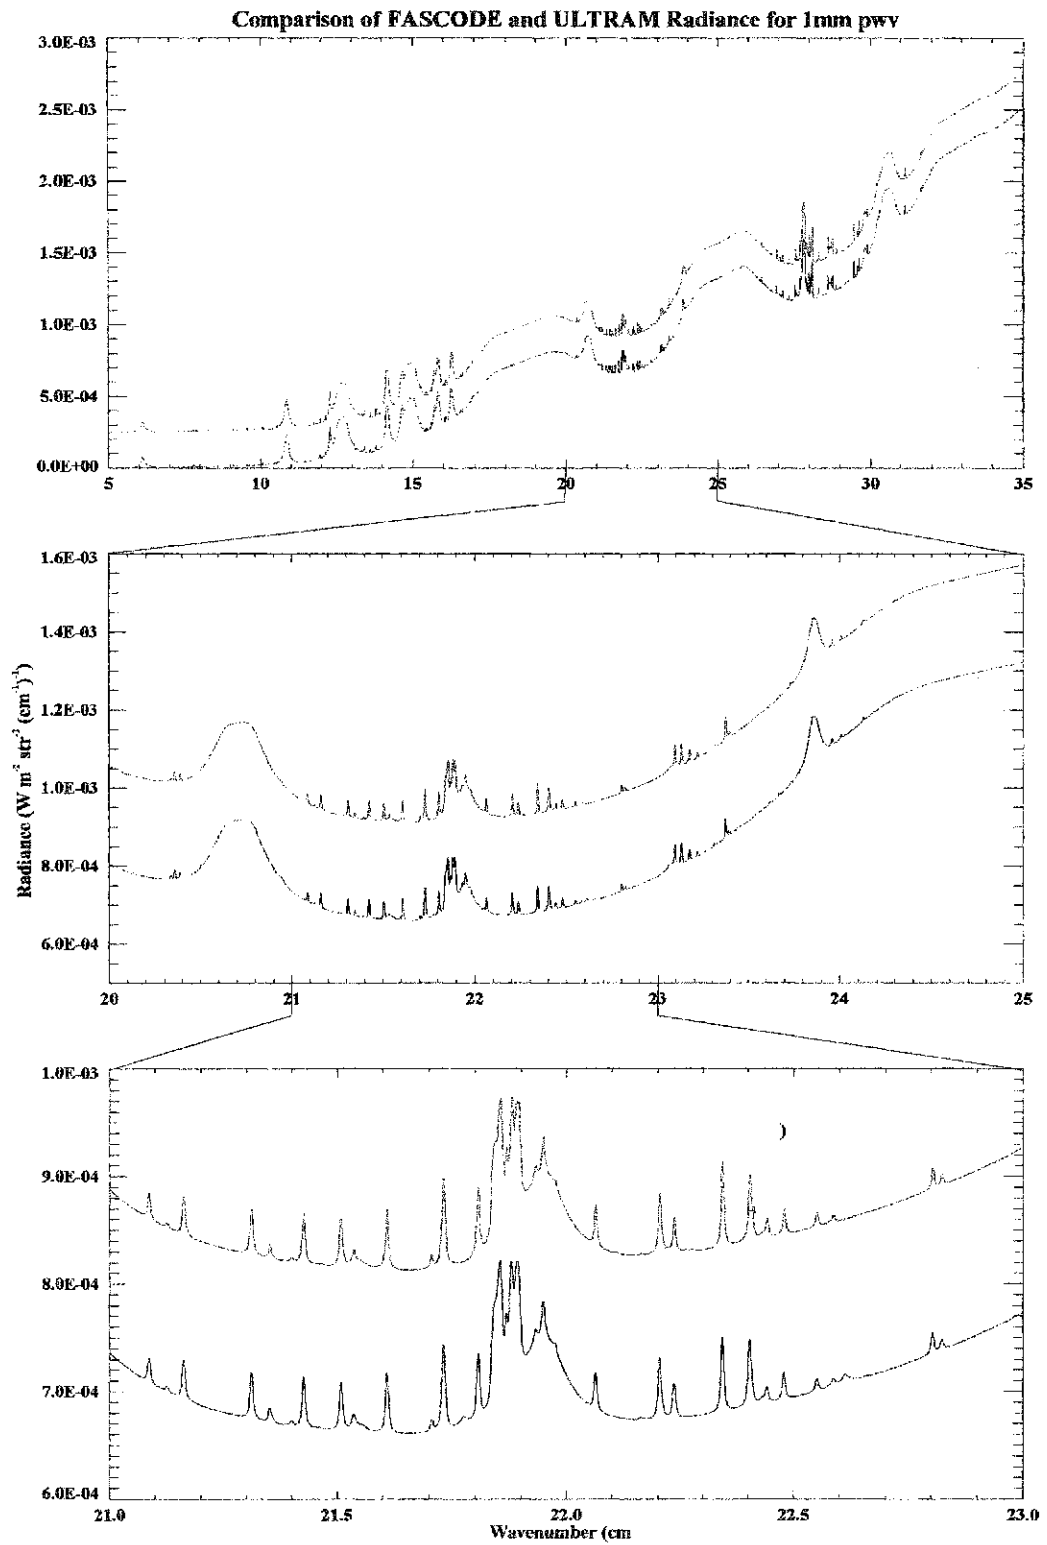 Comparison of FASCODE and ULTRAM Radiance for 1mm pwv
3.0E-03
2.5E-03
2.0E-03
1.5E-03
1.0E-03
5.0E-04
0.0E+00
5 10 15 20 25 30 35
1.6E-03
1.4E-03
1.2E-03
1.0E-03
8.0E-04
6.0E-04
Radiance (W m⁻² str⁻² (cm⁻¹)⁻¹)
20 21 22 23 24 25
1.0E-03
9.0E-04
8.0E-04
7.0E-04
6.0E-04
)
21.0 21.5 22.0 22.5 23.0
Wavenumber (cm